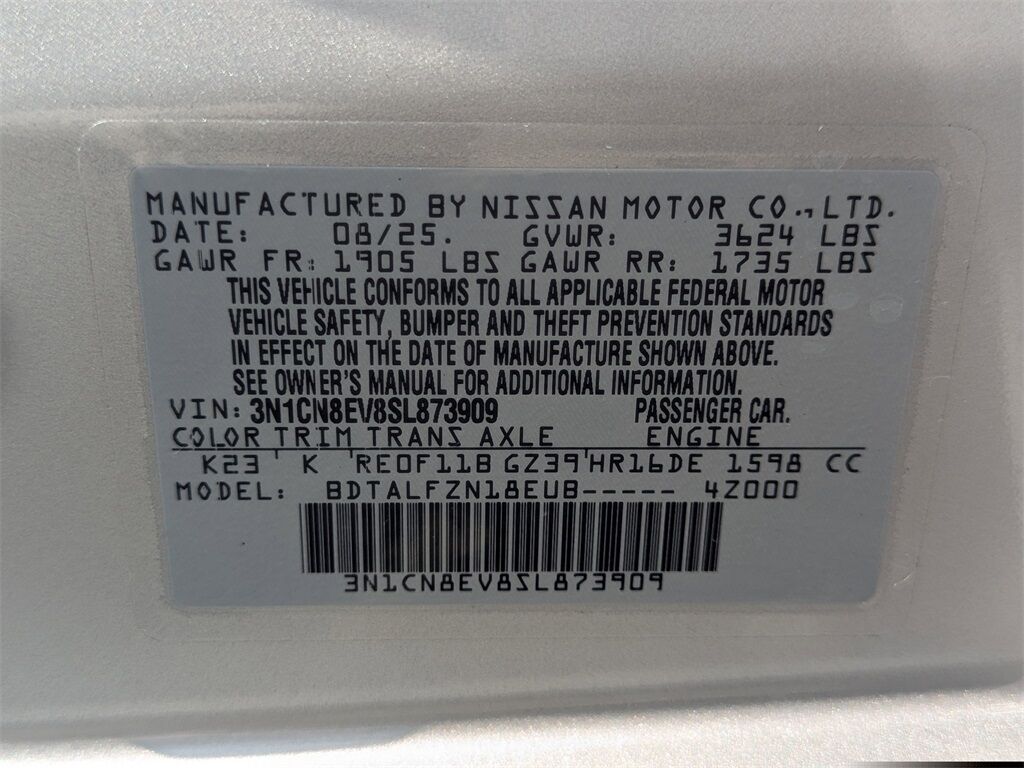 MANUFACTURED BY NISSAN MOTOR CO.,LTD.
DATE: 08/25. GVWR: 3624 LBS
GAWR FR: 1905 LBS GAWR RR: 1735 LBS
THIS VEHICLE CONFORMS TO ALL APPLICABLE FEDERAL MOTOR
VEHICLE SAFETY, BUMPER AND THEFT PREVENTION STANDARDS
IN EFFECT ON THE DATE OF MANUFACTURE SHOWN ABOVE.
SEE OWNER'S MANUAL FOR ADDITIONAL INFORMATION.
VIN: 3N1CN8EV8SL873909 PASSENGER CAR.
COLOR TRIM TRANS AXLE ENGINE
K23 ' K ' RE0F11B GZ39'HR16DE 1598 CC
MODEL: BDTALFZN18EUB----- 4Z000
3N1CN8EV8SL873909